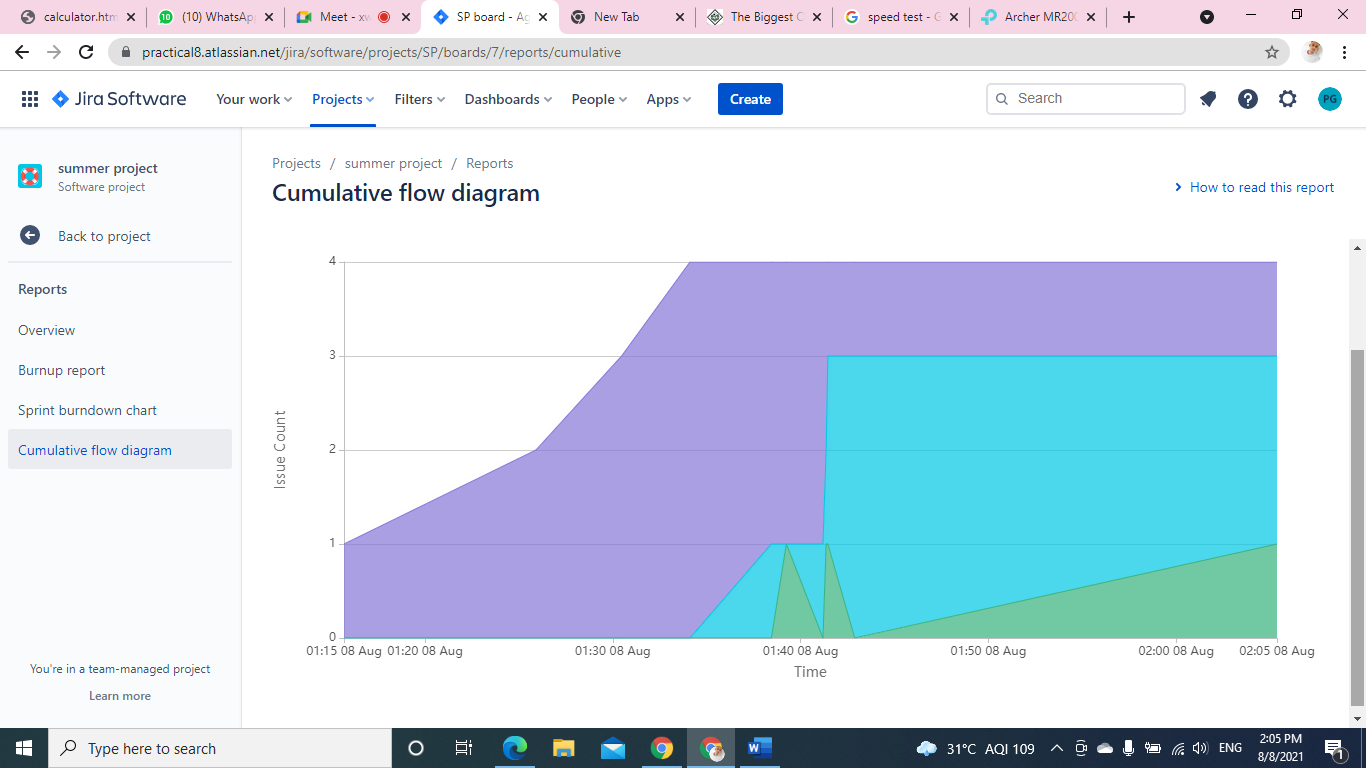 calculator.htm
(10) WhatsAp
Meet - xw
SP board - Ag
New Tab
The Biggest C
speed test - G
Archer MR200
practical8.atlassian.net/jira/software/projects/SP/boards/7/reports/cumulative
Jira Software Your work Projects Filters Dashboards People Apps Create Search PG
summer project
Software project
Back to project
Reports
Overview
Burnup report
Sprint burndown chart
Cumulative flow diagram
You're in a team-managed project
Learn more
Projects / summer project / Reports
Cumulative flow diagram
How to read this report
4
3
2
1
0
Issue Count
01:15 08 Aug 01:20 08 Aug 01:30 08 Aug 01:40 08 Aug 01:50 08 Aug 02:00 08 Aug 02:05 08 Aug
Time
Type here to search
31°C AQI 109
ENG
2:05 PM
8/8/2021
1